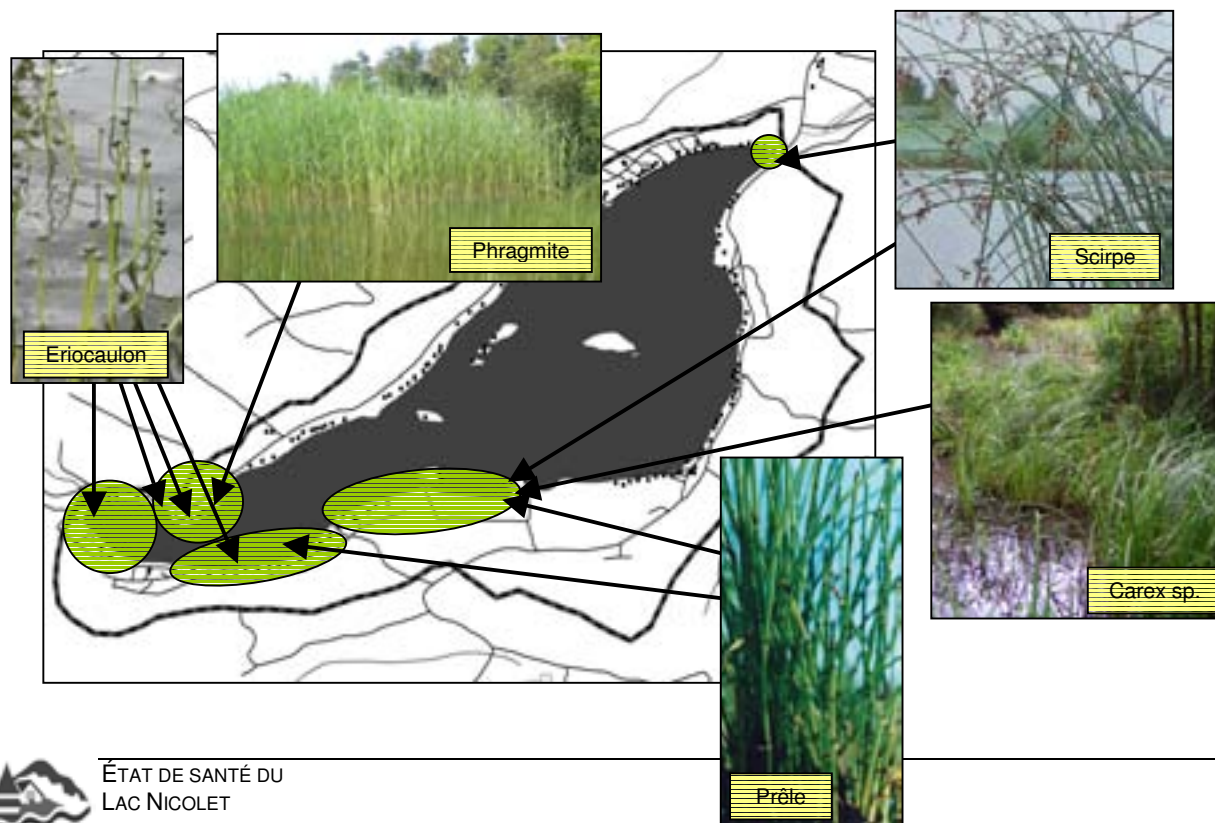 Phragmite
Scirpe
Eriocaulon
Carex sp.
Prêle
ÉTAT DE SANTÉ DU
LAC NICOLET